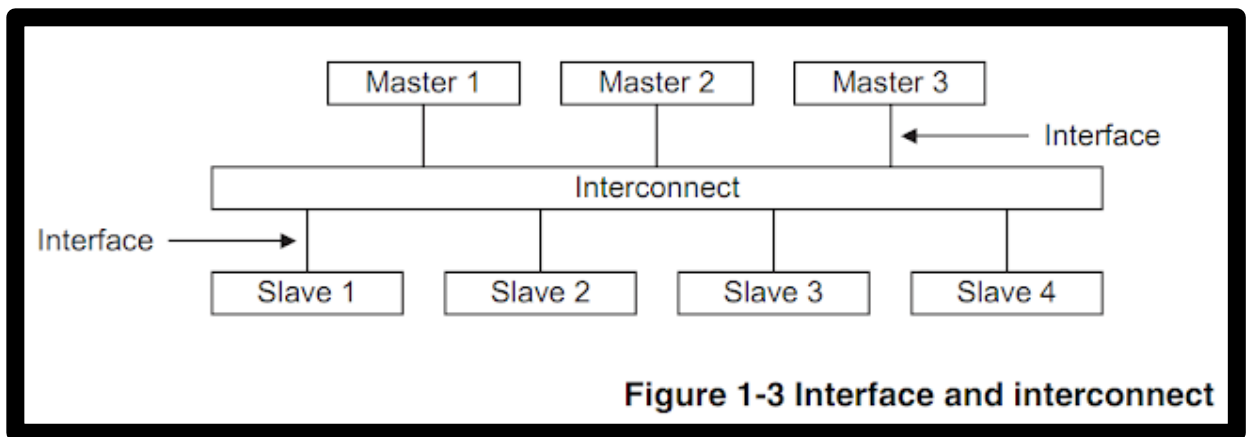 Master 1 Master 2 Master 3
Interface
Interconnect
Interface
Slave 1 Slave 2 Slave 3 Slave 4
Figure 1-3 Interface and interconnect